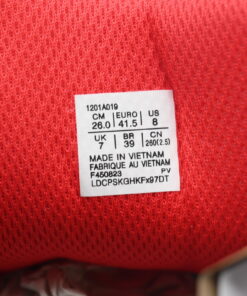 1201A019
CM EURO US
26.0 41.5 8
UK BR CN
7 39 260(2.5)
MADE IN VIETNAM
FABRIQUE AU VIETNAM
F450823 PV
LDCPSKGHKFx97DT